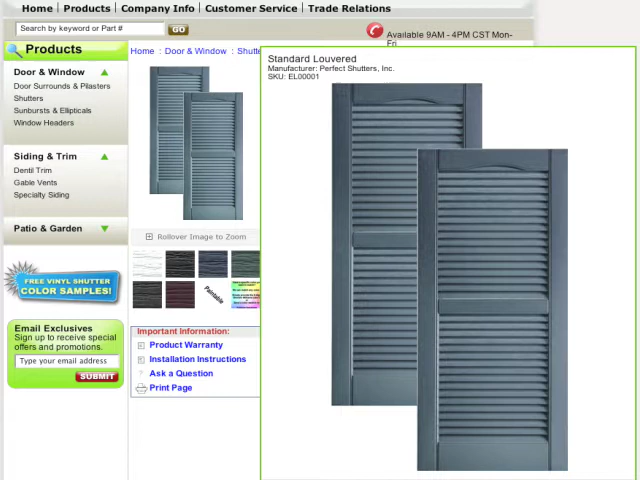 Home | Products | Company Info | Customer Service | Trade Relations
Search by keyword or Part #
GO
Available 9AM - 4PM CST Mon-
Fri
Products
Home : Door & Window : Shutte
Door & Window
Door Surrounds & Pilasters
Shutters
Sunbursts & Ellipticals
Window Headers
Siding & Trim
Dentil Trim
Gable Vents
Specialty Siding
Patio & Garden
FREE VINYL SHUTTER
COLOR SAMPLES!
Email Exclusives
Sign up to receive special
offers and promotions.
Type your email address
SUBMIT
Rollover Image to Zoom
Paintable
Important Information:
Product Warranty
Installation Instructions
? Ask a Question
Print Page
Standard Louvered
Manufacturer: Perfect Shutters, Inc.
SKU: EL00001